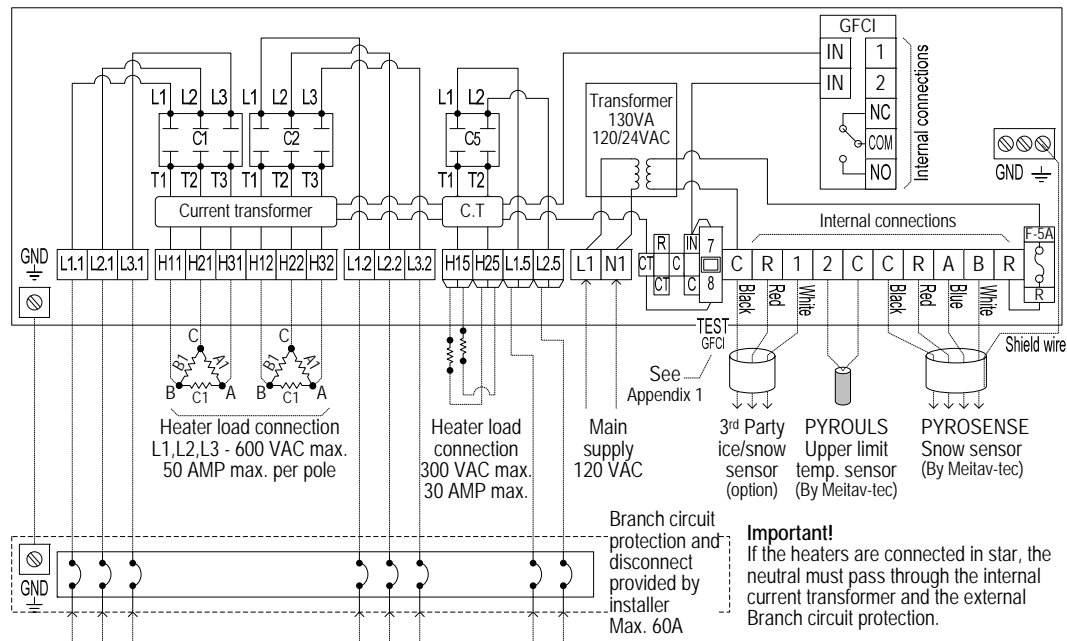 GFCI
IN 1
IN 2
NC
COM
NO
Internal connections
L1 L2 L3 L1 L2 L3
L1 L2
C1 C2 C5
T1 T2 T3 T1 T2 T3
T1 T2
Transformer
130VA
120/24VAC
GND
Current transformer
C.T
Internal connections
F-5A
R
GND
L1.1 L2.1 L3.1 H11 H21 H31 H12 H22 H32 L1.2 L2.2 L3.2 H15 H25 L1.5 L2.5 L1 N1
R
CT C
CT
IN 7
C 8
C R 1 2 C C R A B R
Black Red White
Black Red Blue White
TEST
GFCI
Shield wire
See
Appendix 1
C
B1 A1
B C1 A
C
B1 A1
B C1 A
Heater load connection
L1,L2,L3 - 600 VAC max.
50 AMP max. per pole
Heater load
connection
300 VAC max.
30 AMP max.
Main
supply
120 VAC
3rd Party
ice/snow
sensor
(option)
PYROULS
Upper limit
temp. sensor
(By Meitav-tec)
PYROSENSE
Snow sensor
(By Meitav-tec)
GND
Branch circuit
protection and
disconnect
provided by
installer
Max. 60A
Important!
If the heaters are connected in star, the
neutral must pass through the internal
current transformer and the external
Branch circuit protection.